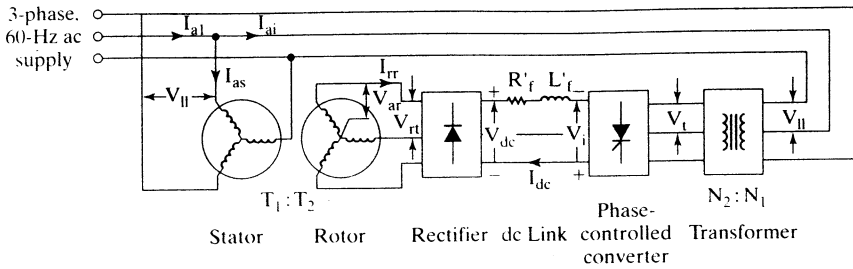 3-phase,
60-Hz ac
supply
I_a1
I_ai
I_as
V_ll
I_rr
V_ar
V_rt
R'_f
L'_f
+
−
V_dc
V_i
−
+
I_dc
V_t
V_ll
T_1 : T_2
N_2 : N_1
Stator
Rotor
Rectifier
dc Link
Phase-
controlled
converter
Transformer